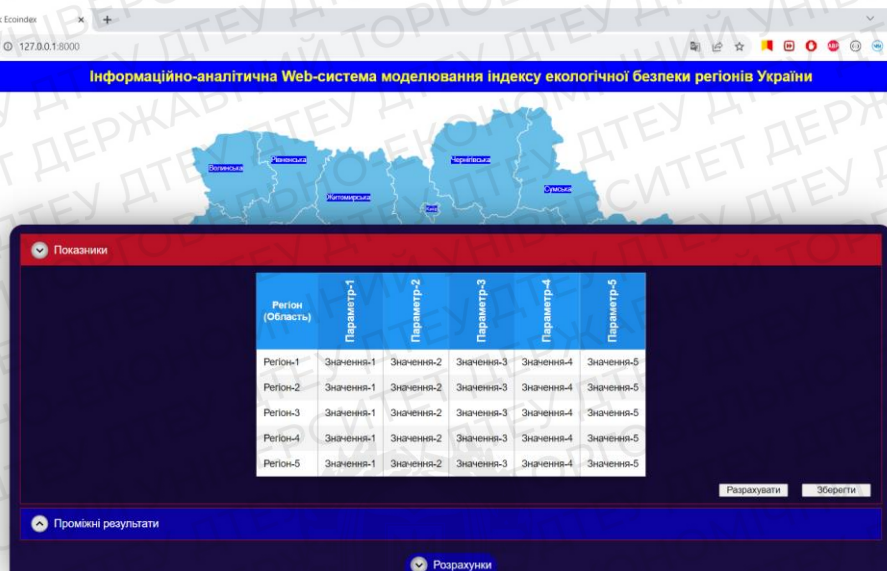 Ecoindex
127.0.0.1:8000
Інформаційно-аналітична Web-система моделювання індексу екологічної безпеки регіонів України
Волинська
Рівненська
Чернігівська
Житомирська
Сумська
Київ
Показники
Регіон (Область) Параметр-1 Параметр-2 Параметр-3 Параметр-4 Параметр-5
Регіон-1 Значення-1 Значення-2 Значення-3 Значення-4 Значення-5
Регіон-2 Значення-1 Значення-2 Значення-3 Значення-4 Значення-5
Регіон-3 Значення-1 Значення-2 Значення-3 Значення-4 Значення-5
Регіон-4 Значення-1 Значення-2 Значення-3 Значення-4 Значення-5
Регіон-5 Значення-1 Значення-2 Значення-3 Значення-4 Значення-5
Разрахувати Зберегти
Проміжні результати
Розрахунки